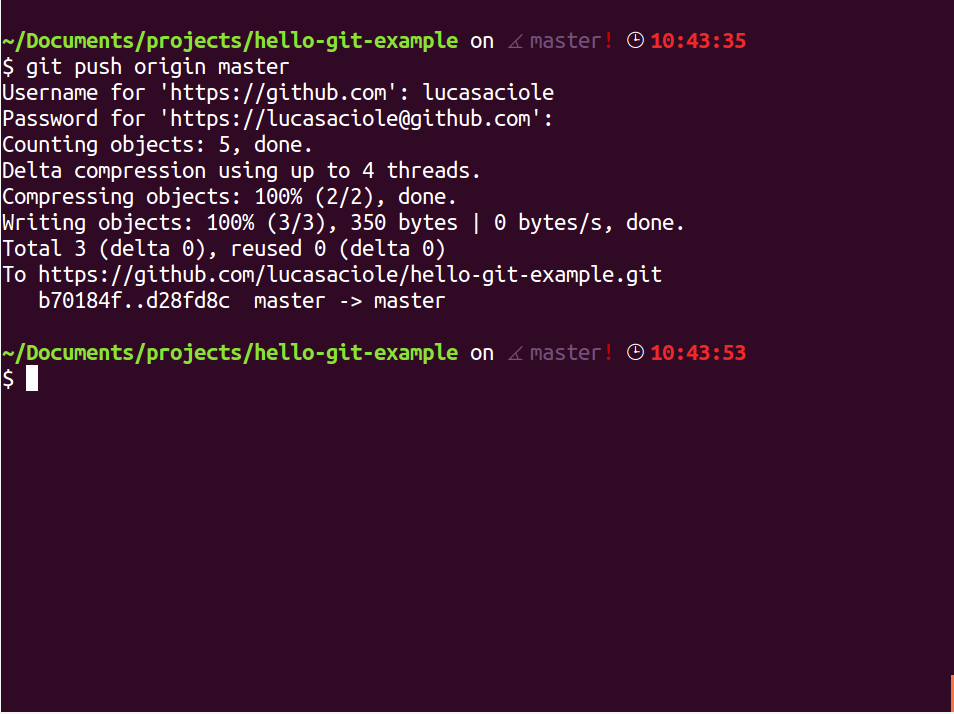 ~/Documents/projects/hello-git-example on ⦨ master! 🕒 10:43:35
$ git push origin master
Username for 'https://github.com': lucasaciole
Password for 'https://lucasaciole@github.com':
Counting objects: 5, done.
Delta compression using up to 4 threads.
Compressing objects: 100% (2/2), done.
Writing objects: 100% (3/3), 350 bytes | 0 bytes/s, done.
Total 3 (delta 0), reused 0 (delta 0)
To https://github.com/lucasaciole/hello-git-example.git
   b70184f..d28fd8c  master -> master
~/Documents/projects/hello-git-example on ⦨ master! 🕒 10:43:53
$